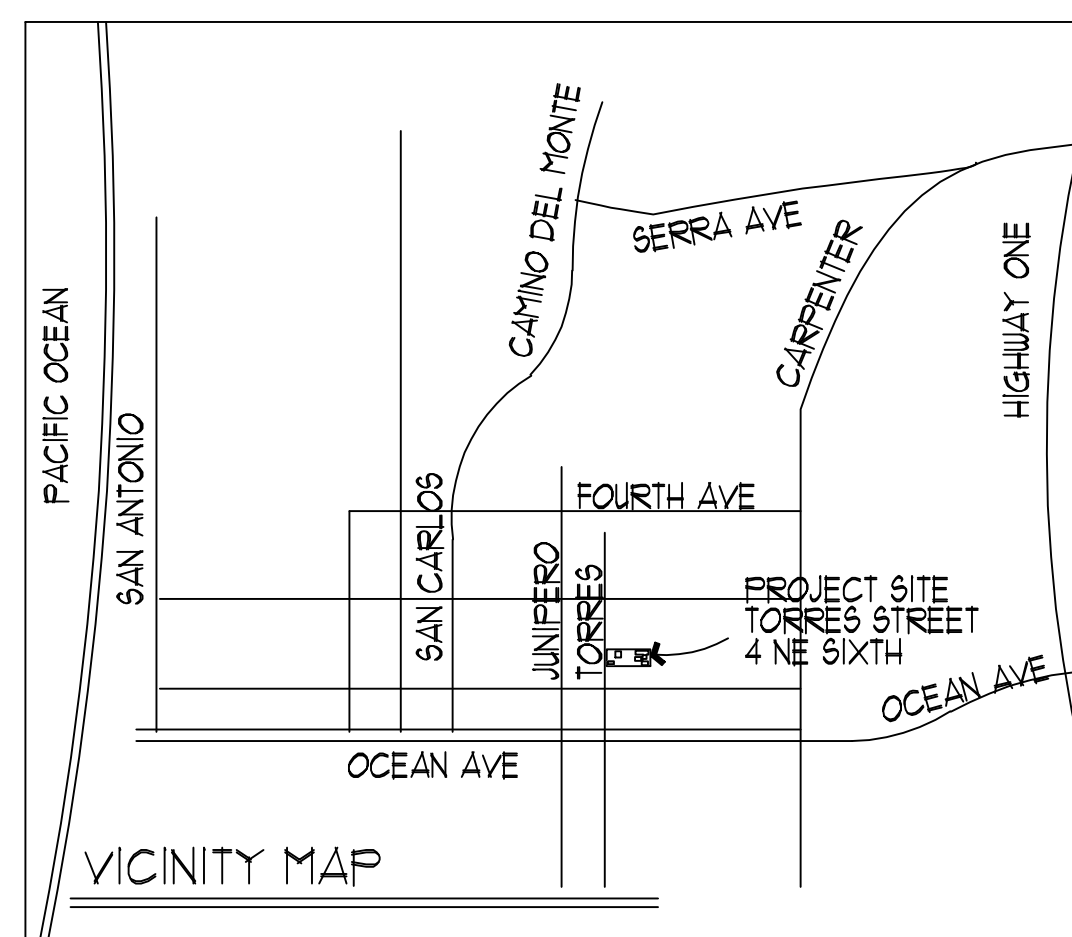 CAMINO DEL MONTE
SERRA AVE
CARPENTER
HIGHWAY ONE
PACIFIC OCEAN
SAN ANTONIO
SAN CARLOS
FOURTH AVE
JUNIPERO
TORRES
PROJECT SITE
TORRES STREET
4 NE SIXTH
OCEAN AVE
OCEAN AVE
VICINITY MAP